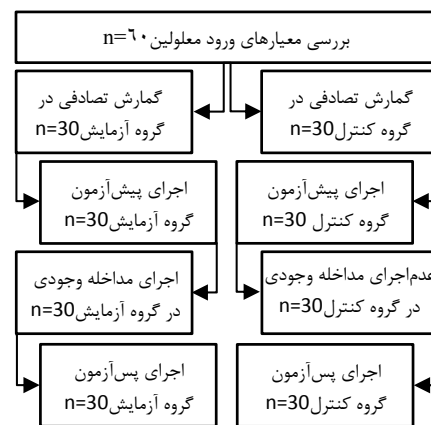 بررسی معیارهای ورود معلولین n=٦٠
گمارش تصادفی در
گروه کنترل n=30
گمارش تصادفی در
گروه آزمایش n=30
اجرای پیش‌آزمون
گروه کنترل n=30
اجرای پیش‌آزمون
گروه آزمایش n=30
عدم‌اجرای مداخله وجودی
در گروه کنترل n=30
اجرای مداخله وجودی
در گروه آزمایش n=30
اجرای پس‌آزمون
گروه کنترل n=30
اجرای پس‌آزمون
گروه آزمایش n=30